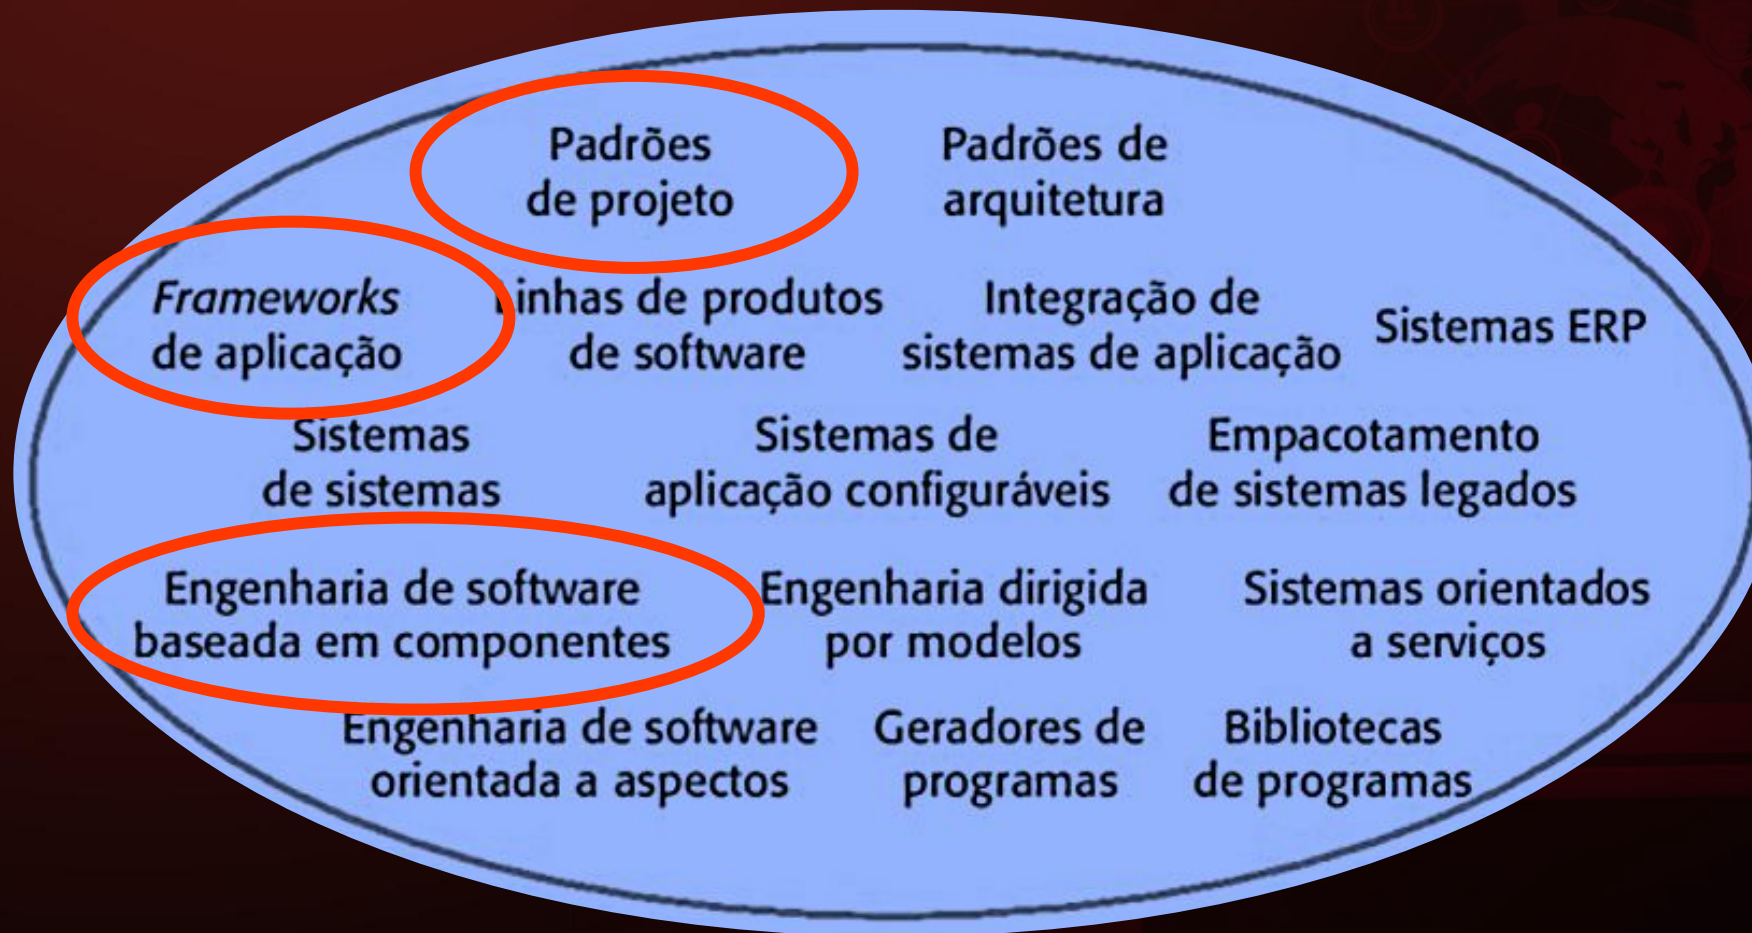 Padrões
de projeto
Padrões de
arquitetura
Frameworks
de aplicação
Linhas de produtos
de software
Integração de
sistemas de aplicação
Sistemas ERP
Sistemas
de sistemas
Sistemas de
aplicação configuráveis
Empacotamento
de sistemas legados
Engenharia de software
baseada em componentes
Engenharia dirigida
por modelos
Sistemas orientados
a serviços
Engenharia de software
orientada a aspectos
Geradores de
programas
Bibliotecas
de programas